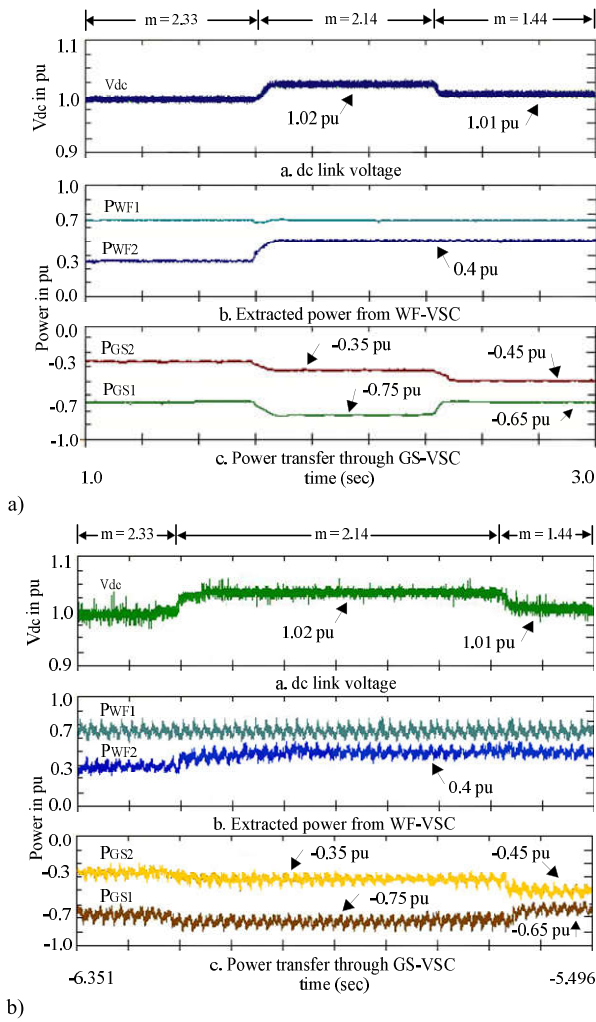 m = 2.33 m = 2.14 m = 1.44
1.1
Vdc
1.0
1.02 pu 1.01 pu
0.9
Vdc in pu
a. dc link voltage
1.0
PWF1
0.7
PWF2
0.3
0.4 pu
0.0
b. Extracted power from WF-VSC
Power in pu
0.0
PGS2 -0.35 pu -0.45 pu
-0.3
PGS1 -0.75 pu
-0.7
-0.65 pu
-1.0
c. Power transfer through GS-VSC
1.0 time (sec) 3.0
a)
m = 2.33 m = 2.14 m = 1.44
1.1
Vdc
1.0
1.02 pu 1.01 pu
0.9
Vdc in pu
a. dc link voltage
1.0
PWF1
0.7
PWF2
0.3
0.4 pu
0.0
b. Extracted power from WF-VSC
Power in pu
0.0
PGS2 -0.35 pu -0.45 pu
-0.3
PGS1 -0.75 pu
-0.7
-0.65 pu
-1.0
c. Power transfer through GS-VSC
-6.351 time (sec) -5.496
b)